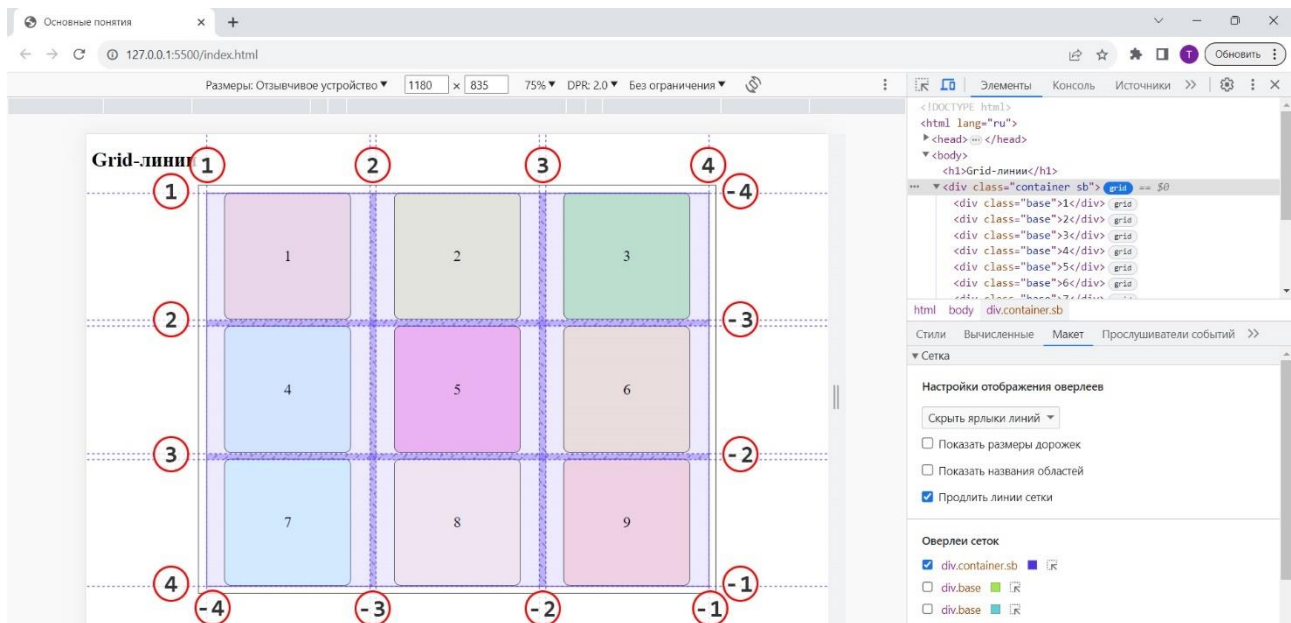 Основные понятия
127.0.0.1:5500/index.html
T
Обновить
Размеры: Отзывчивое устройство ▼ 1180 × 835 75% ▼ DPR: 2.0 ▼ Без ограничения ▼
Элементы Консоль Источники
<!DOCTYPE html>
<html lang="ru">
<head> ... </head>
<body>
<h1>Grid-линии</h1>
... <div class="container sb"> grid == $0
<div class="base">1</div> grid
<div class="base">2</div> grid
<div class="base">3</div> grid
<div class="base">4</div> grid
<div class="base">5</div> grid
<div class="base">6</div> grid
<div class="base">7</div> grid
html body div.container.sb
Стили Вычисленные Макет Прослушиватели событий
Сетка
Настройки отображения оверлеев
Скрыть ярлыки линий
Показать размеры дорожек
Показать названия областей
Продлить линии сетки
Оверлеи сеток
div.container.sb
div.base
div.base
Grid-линии
1 2 3 4
1 -4
1 2 3
2 -3
4 5 6
3 -2
7 8 9
4 -1
-4 -3 -2 -1